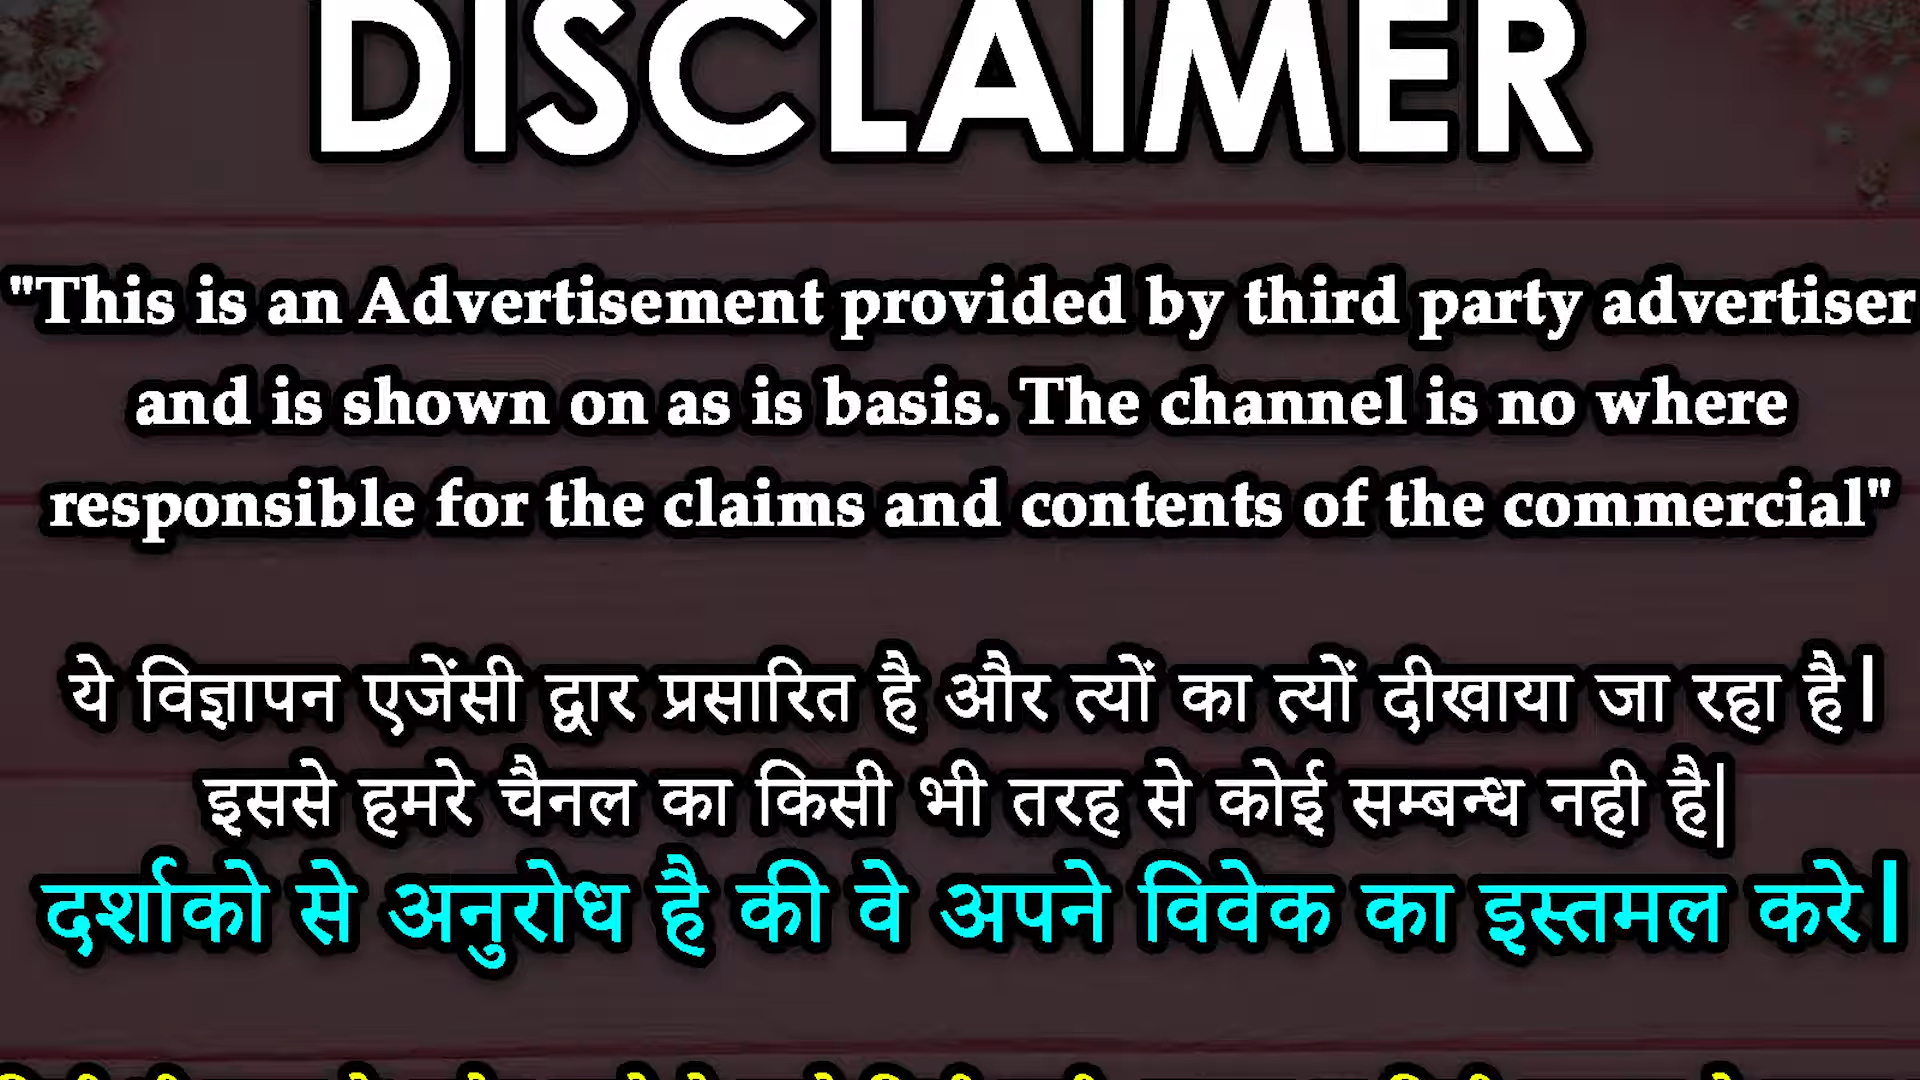 DISCLAIMER
"This is an Advertisement provided by third party advertiser
and is shown on as is basis. The channel is no where
responsible for the claims and contents of the commercial"
ये विज्ञापन एजेंसी द्वार प्रसारित है और त्यों का त्यों दीखाया जा रहा है।
इससे हमरे चैनल का किसी भी तरह से कोई सम्बन्ध नही है|
दर्शाको से अनुरोध है की वे अपने विवेक का इस्तमल करे।